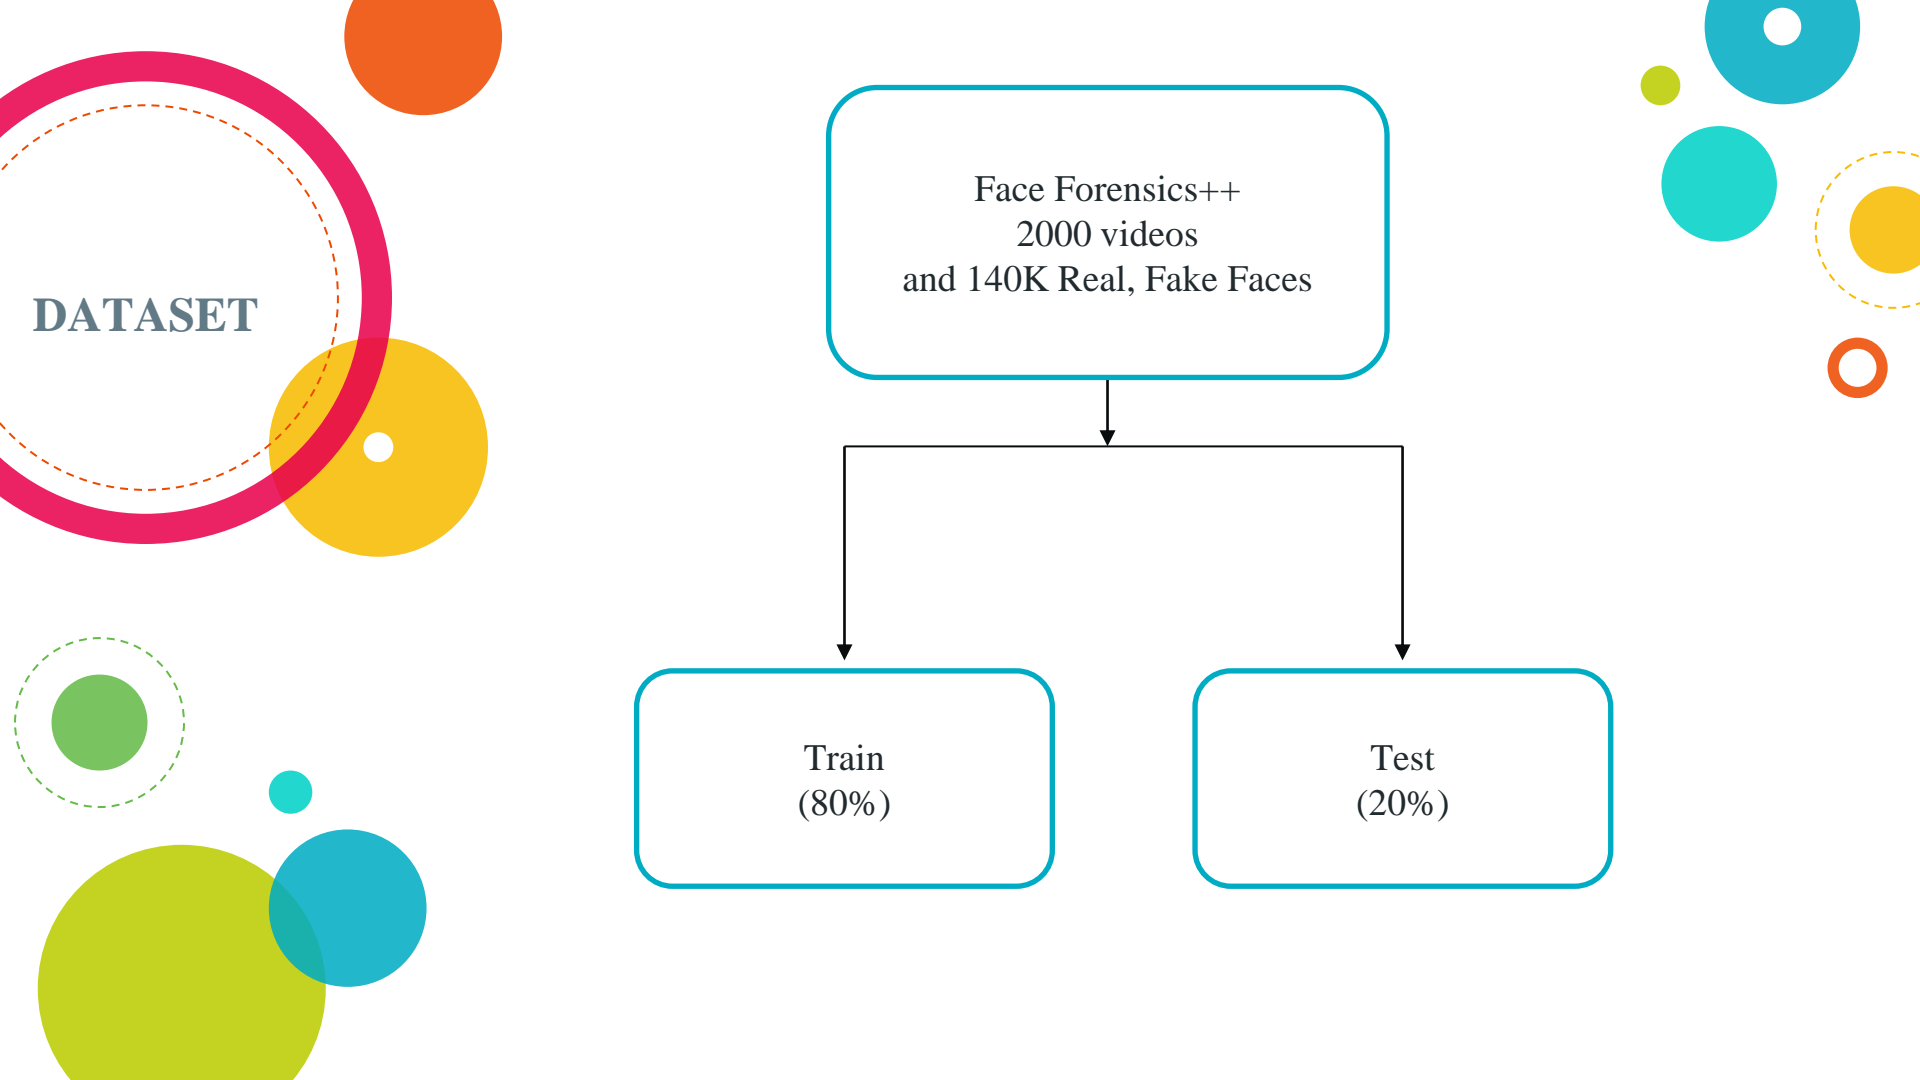 DATASET
Face Forensics++
2000 videos
and 140K Real, Fake Faces
Train
(80%)
Test
(20%)